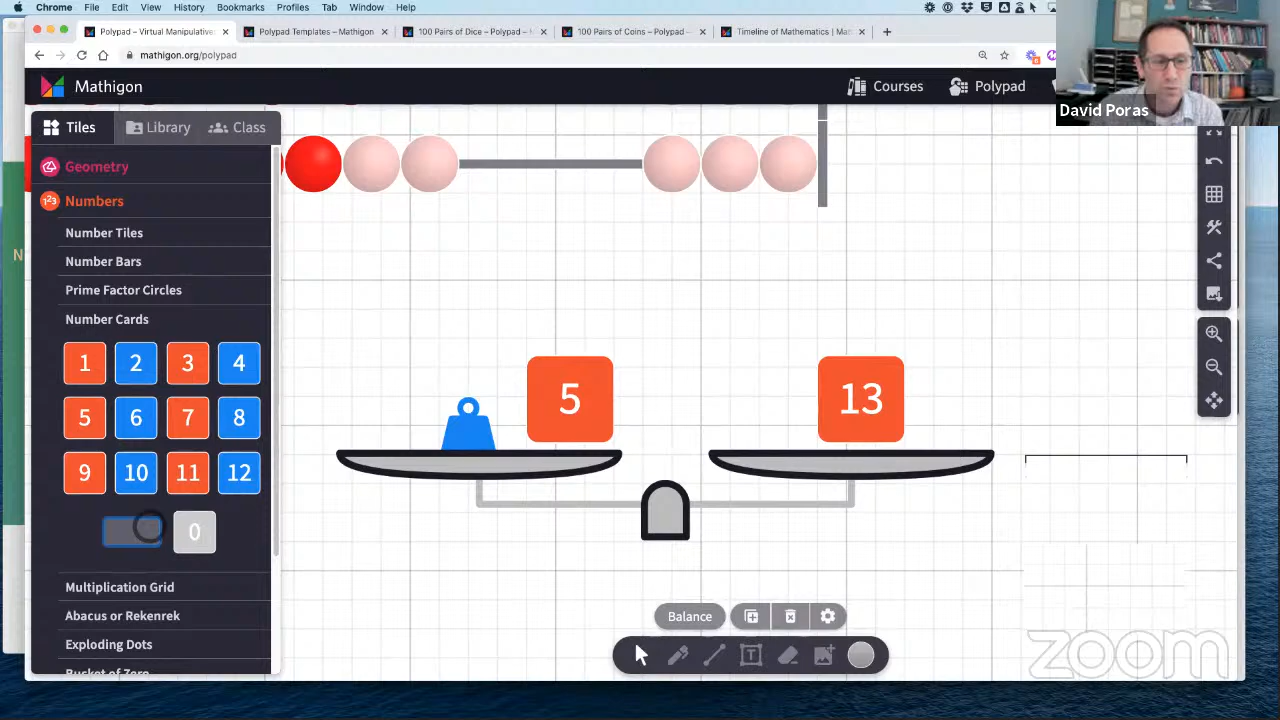 Chrome File Edit View History Bookmarks Profiles Tab Window Help
Polypad – Virtual Manipulative
Polypad Templates – Mathigon
100 Pairs of Dice – Polypad –
100 Pairs of Coins – Polypad –
Timeline of Mathematics | Mat
mathigon.org/polypad
Mathigon
Courses
Polypad
David Poras
Tiles
Library
Class
Geometry
123 Numbers
Number Tiles
Number Bars
Prime Factor Circles
Number Cards
1 2 3 4
5 6 7 8
9 10 11 12
0
Multiplication Grid
Abacus or Rekenrek
Exploding Dots
Bucket of Zero
N
5
13
Balance
T
zoom